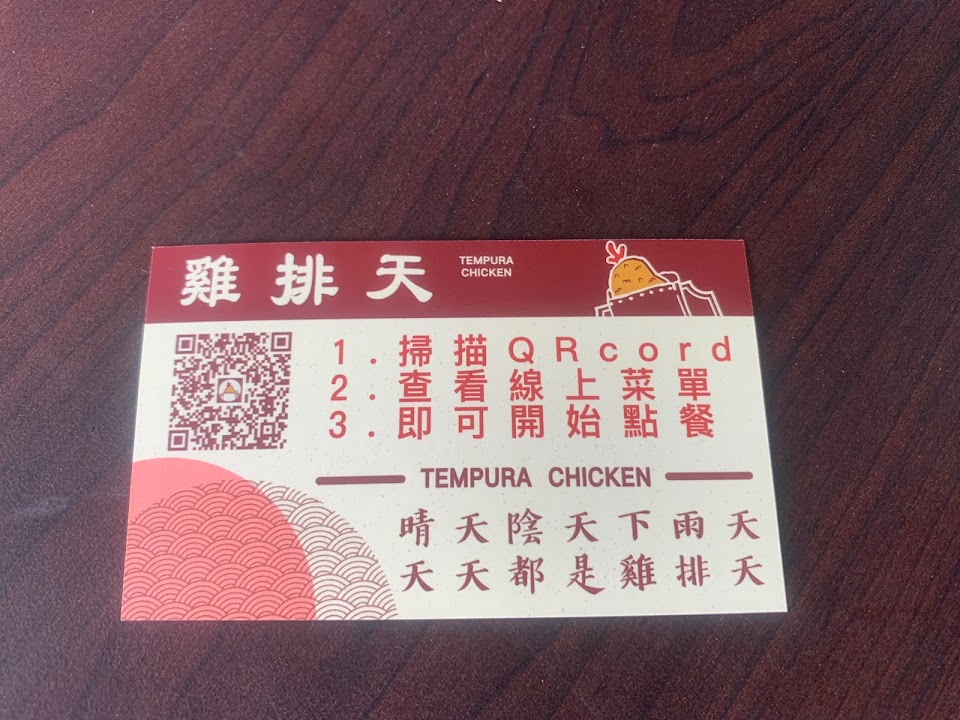 雞排天
TEMPURA
CHICKEN
1.掃描QRcord
2.查看線上菜單
3.即可開始點餐
TEMPURA CHICKEN
晴天陰天下雨天
天天都是雞排天